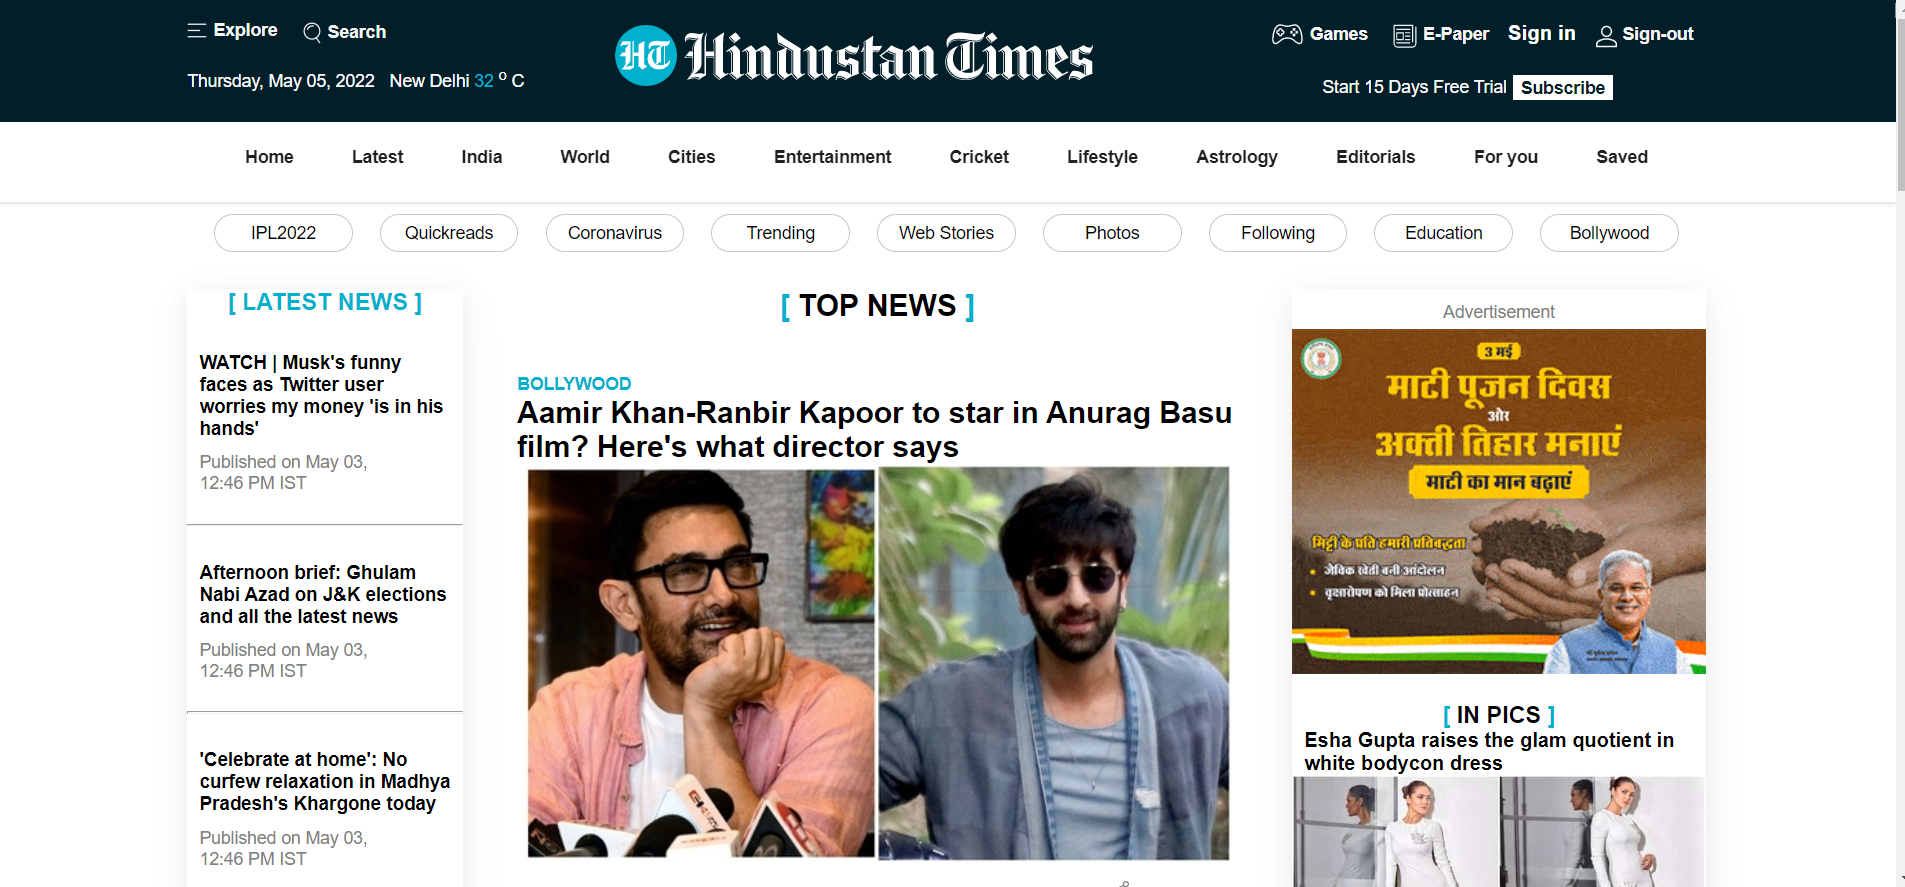 Explore
Search
HT Hindustan Times
Games
E-Paper
Sign in
Sign-out
Thursday, May 05, 2022 New Delhi 32 ° C
Start 15 Days Free Trial Subscribe
Home
Latest
India
World
Cities
Entertainment
Cricket
Lifestyle
Astrology
Editorials
For you
Saved
IPL2022
Quickreads
Coronavirus
Trending
Web Stories
Photos
Following
Education
Bollywood
[ LATEST NEWS ]
WATCH | Musk's funny
faces as Twitter user
worries my money 'is in his
hands'
Published on May 03,
12:46 PM IST
Afternoon brief: Ghulam
Nabi Azad on J&K elections
and all the latest news
Published on May 03,
12:46 PM IST
'Celebrate at home': No
curfew relaxation in Madhya
Pradesh's Khargone today
Published on May 03,
12:46 PM IST
[ TOP NEWS ]
BOLLYWOOD
Aamir Khan-Ranbir Kapoor to star in Anurag Basu
film? Here's what director says
Advertisement
3 मई
माटी पूजन दिवस
और
अक्ती तिहार मनाएं
माटी का मान बढ़ाएं
मिट्टी के प्रति हमारी प्रतिबद्धता
जैविक खेती बनी आंदोलन
वृक्षारोपण को मिला प्रोत्साहन
[ IN PICS ]
Esha Gupta raises the glam quotient in
white bodycon dress